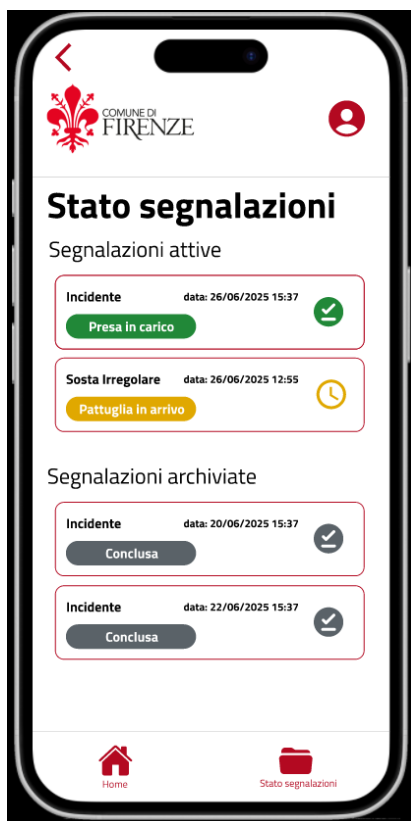 COMUNE DI
FIRENZE
Stato segnalazioni
Segnalazioni attive
Incidente data: 26/06/2025 15:37
Presa in carico
Sosta Irregolare data: 26/06/2025 12:55
Pattuglia in arrivo
Segnalazioni archiviate
Incidente data: 20/06/2025 15:37
Conclusa
Incidente data: 22/06/2025 15:37
Conclusa
Home Stato segnalazioni